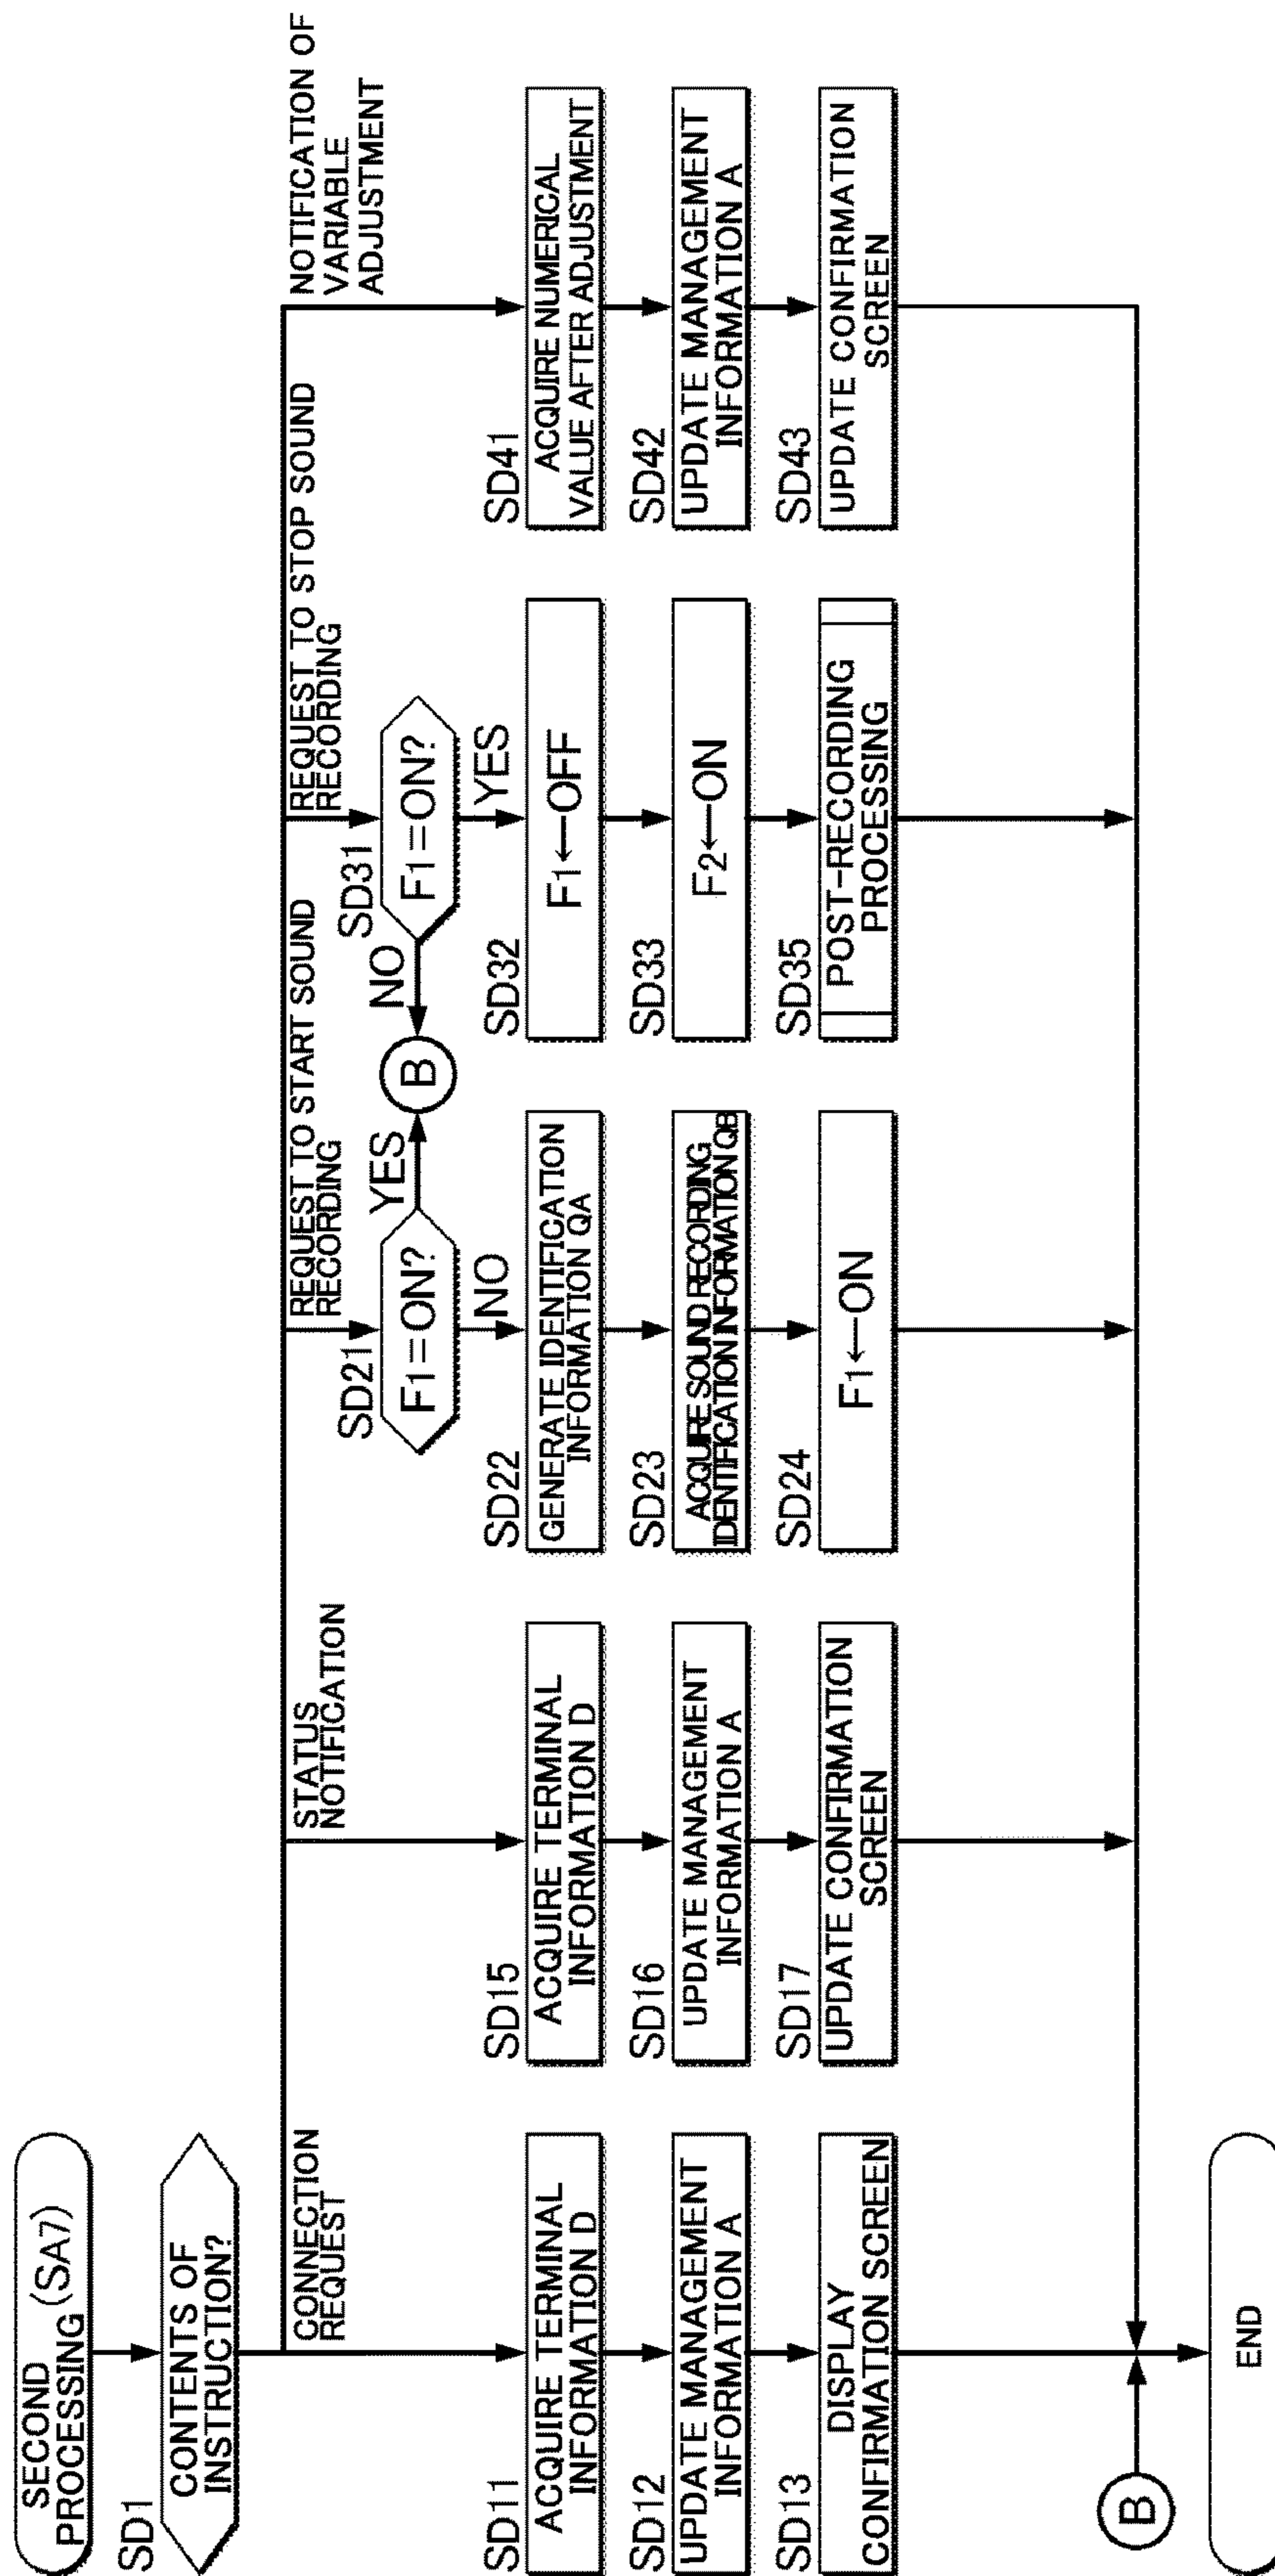 SECOND
PROCESSING (SA7)
SD1
CONTENTS OF
INSTRUCTION?
CONNECTION
REQUEST
SD11
ACQUIRE TERMINAL
INFORMATION D
SD12
UPDATE MANAGEMENT
INFORMATION A
SD13
DISPLAY
CONFIRMATION SCREEN
STATUS
NOTIFICATION
SD15
ACQUIRE TERMINAL
INFORMATION D
SD16
UPDATE MANAGEMENT
INFORMATION A
SD17
UPDATE CONFIRMATION
SCREEN
REQUEST TO START SOUND
RECORDING
SD21
F1=ON?
YES
B
NO
SD22
GENERATE IDENTIFICATION
INFORMATION QA
SD23
ACQUIRE SOUND RECORDING
IDENTIFICATION INFORMATION QB
SD24
F1←ON
REQUEST TO STOP SOUND
RECORDING
SD31
F1=ON?
NO
YES
SD32
F1←OFF
SD33
F2←ON
SD35
POST-RECORDING
PROCESSING
NOTIFICATION OF
VARIABLE
ADJUSTMENT
SD41
ACQUIRE NUMERICAL
VALUE AFTER ADJUSTMENT
SD42
UPDATE MANAGEMENT
INFORMATION A
SD43
UPDATE CONFIRMATION
SCREEN
B
END